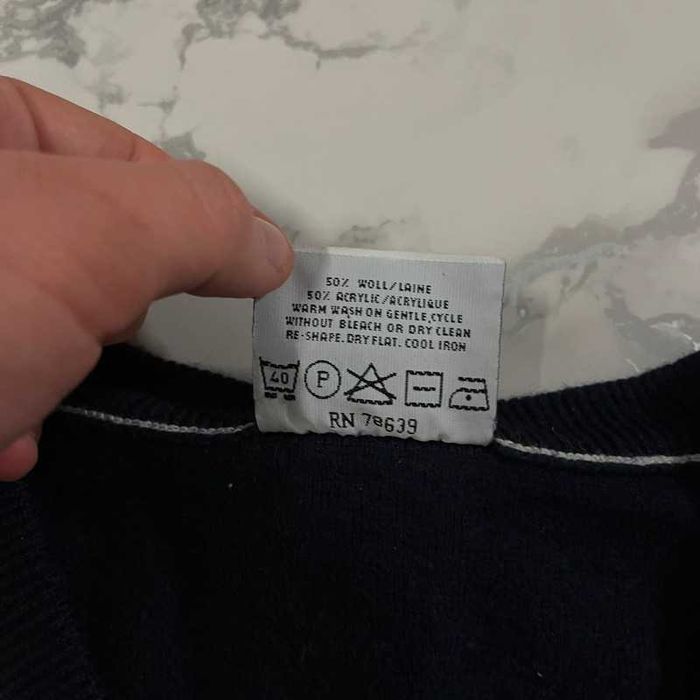 50% WOLL/LAINE
50% ACRYLIC/ACRYLIQUE
WARM WASH ON GENTLE,CYCLE
WITHOUT BLEACH OR DRY CLEAN
RE-SHAPE. DRY FLAT. COOL IRON
40 P
RN 78639